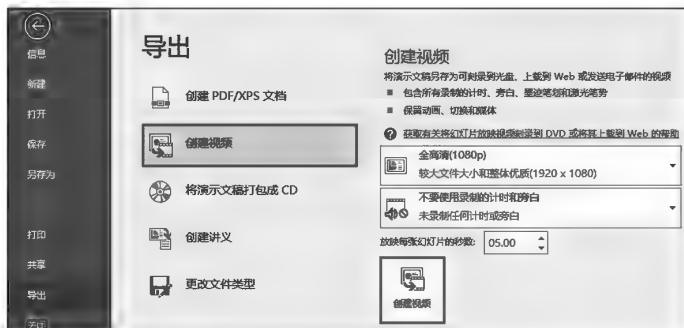 信息
新建
打开
保存
另存为
打印
共享
导出
关闭
导出
创建 PDF/XPS 文档
创建视频
将演示文稿打包成 CD
创建讲义
更改文件类型
创建视频
将演示文稿另存为可刻录到光盘、上载到 Web 或发送电子邮件的视频
■ 包含所有录制的计时、旁白、墨迹笔划和激光笔势
■ 保留动画、切换和媒体
获取有关将幻灯片放映视频刻录到 DVD 或将其上载到 Web 的帮助
全高清(1080p)
较大文件大小和整体优质(1920 x 1080)
不要使用录制的计时和旁白
未录制任何计时或旁白
放映每张幻灯片的秒数: 05.00
创建视频